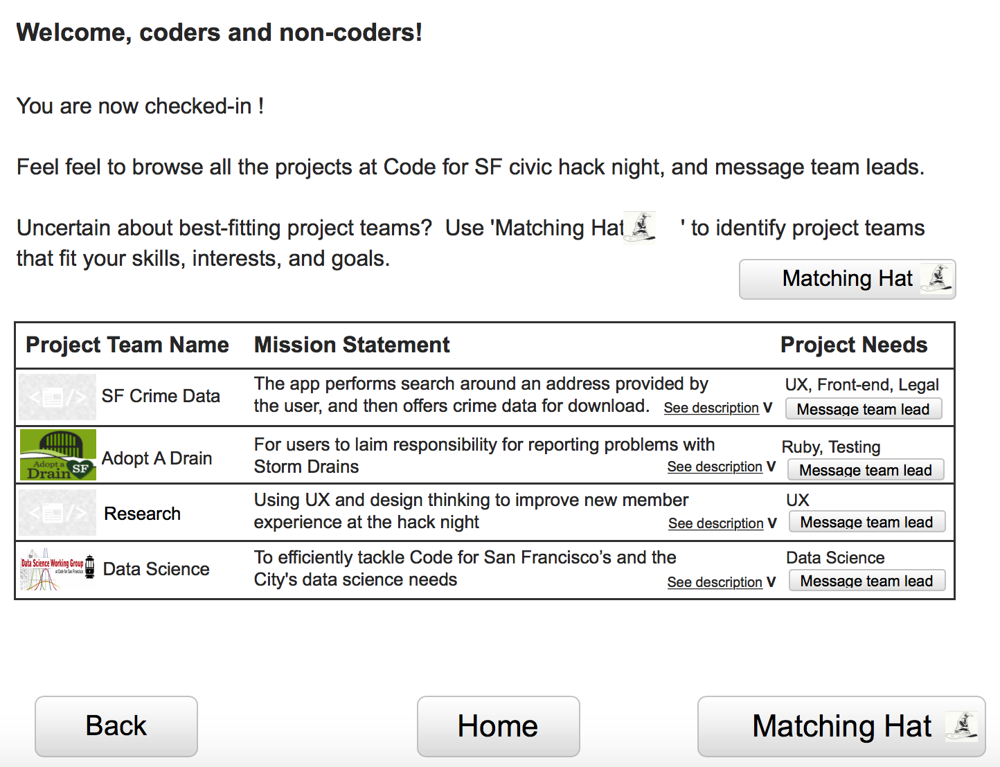 Welcome, coders and non-coders!
You are now checked-in !
Feel feel to browse all the projects at Code for SF civic hack night, and message team leads.
Uncertain about best-fitting project teams?  Use 'Matching Hat ' to identify project teams
that fit your skills, interests, and goals.
Matching Hat
Project Team Name Mission Statement Project Needs
SF Crime Data
The app performs search around an address provided by
the user, and then offers crime data for download. See description V
UX, Front-end, Legal
Message team lead
Adopt a
Drain SF
Adopt A Drain
For users to laim responsibility for reporting problems with
Storm Drains See description V
Ruby, Testing
Message team lead
Research
Using UX and design thinking to improve new member
experience at the hack night See description V
UX
Message team lead
the
Data Science Working Group
at Code for San Francisco
Data Science
To efficiently tackle Code for San Francisco’s and the
City's data science needs See description V
Data Science
Message team lead
Back Home Matching Hat